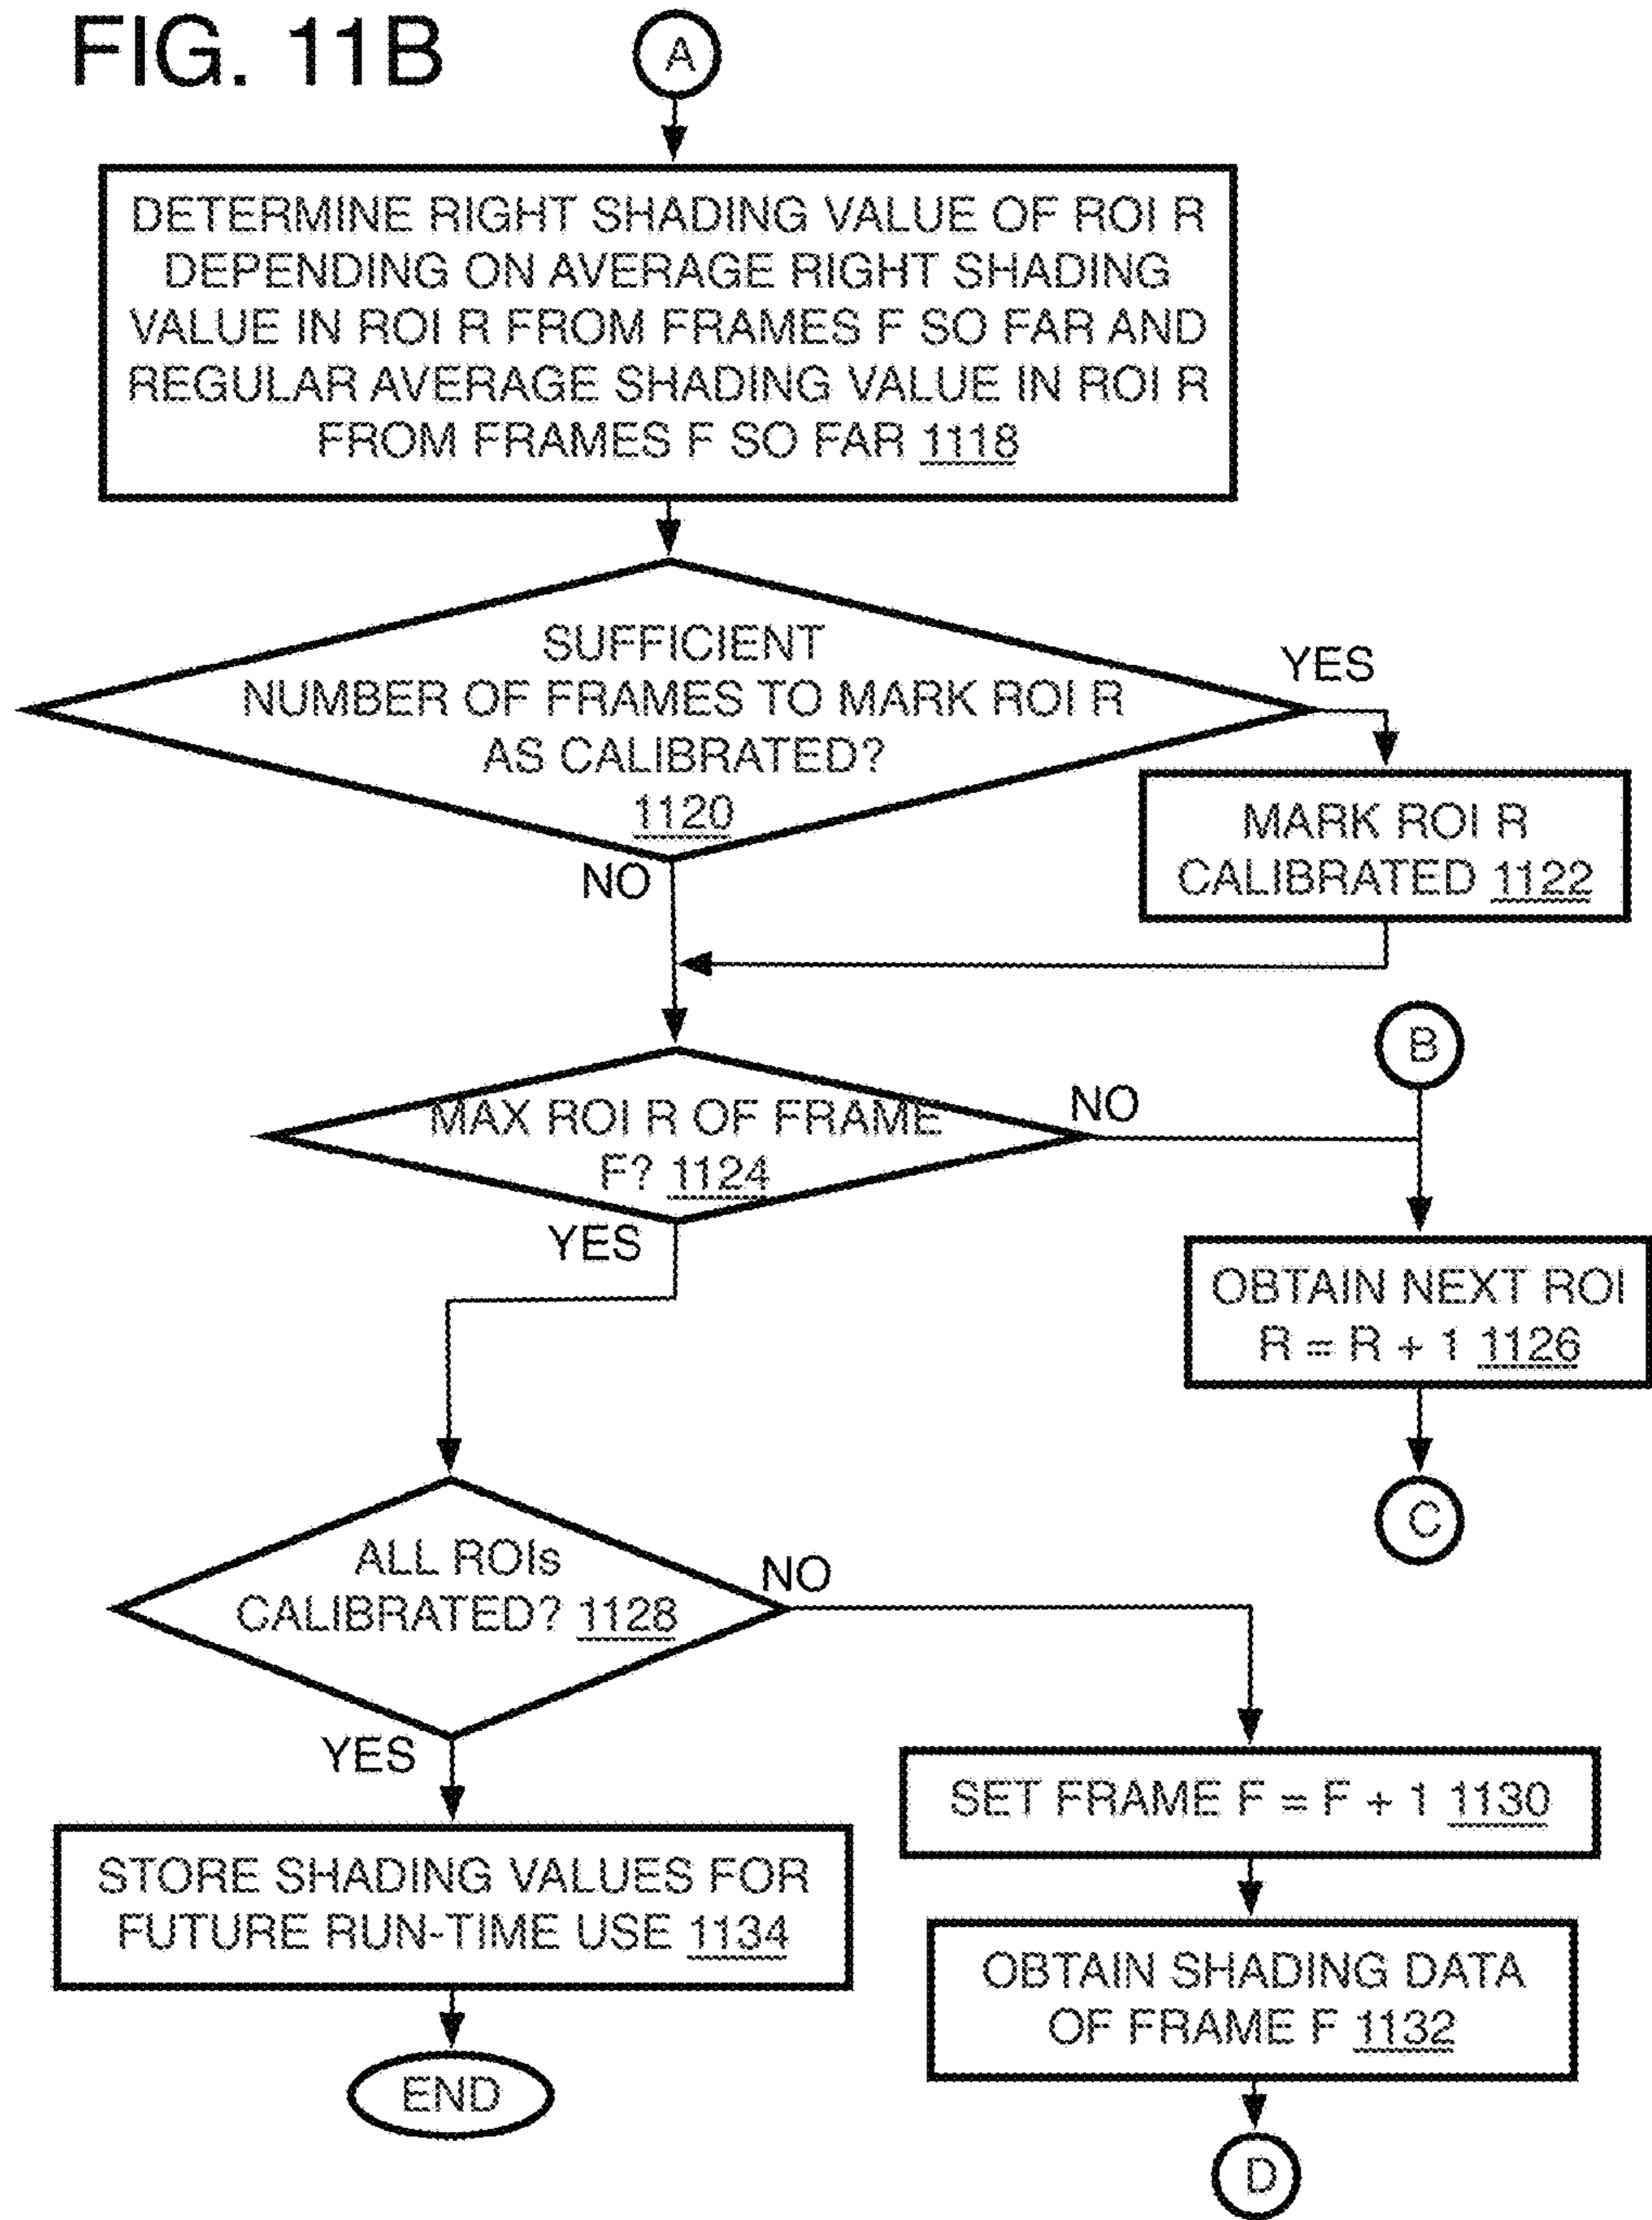 FIG. 11B
A
DETERMINE RIGHT SHADING VALUE OF ROI R
DEPENDING ON AVERAGE RIGHT SHADING
VALUE IN ROI R FROM FRAMES F SO FAR AND
REGULAR AVERAGE SHADING VALUE IN ROI R
FROM FRAMES F SO FAR 1118
SUFFICIENT
NUMBER OF FRAMES TO MARK ROI R
AS CALIBRATED?
1120
YES
MARK ROI R
CALIBRATED 1122
NO
B
MAX ROI R OF FRAME
F? 1124
NO
YES
OBTAIN NEXT ROI
R = R + 1 1126
C
ALL ROIs
CALIBRATED? 1128
NO
YES
SET FRAME F = F + 1 1130
STORE SHADING VALUES FOR
FUTURE RUN-TIME USE 1134
OBTAIN SHADING DATA
OF FRAME F 1132
END
D